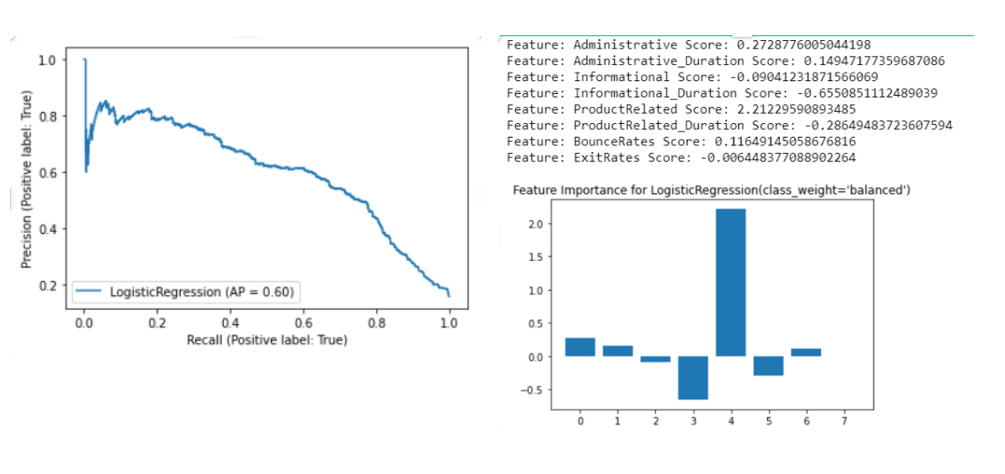 1.0
0.8
0.6
0.4
0.2
Precision (Positive label: True)
LogisticRegression (AP = 0.60)
0.0 0.2 0.4 0.6 0.8 1.0
Recall (Positive label: True)
Feature: Administrative Score: 0.2728776005044198
Feature: Administrative_Duration Score: 0.14947177359687086
Feature: Informational Score: -0.09041231871566069
Feature: Informational_Duration Score: -0.6550851112489039
Feature: ProductRelated Score: 2.21229590893485
Feature: ProductRelated_Duration Score: -0.28649483723607594
Feature: BounceRates Score: 0.11649145058676816
Feature: ExitRates Score: -0.006448377088902264
Feature Importance for LogisticRegression(class_weight='balanced')
2.0
1.5
1.0
0.5
0.0
-0.5
0 1 2 3 4 5 6 7